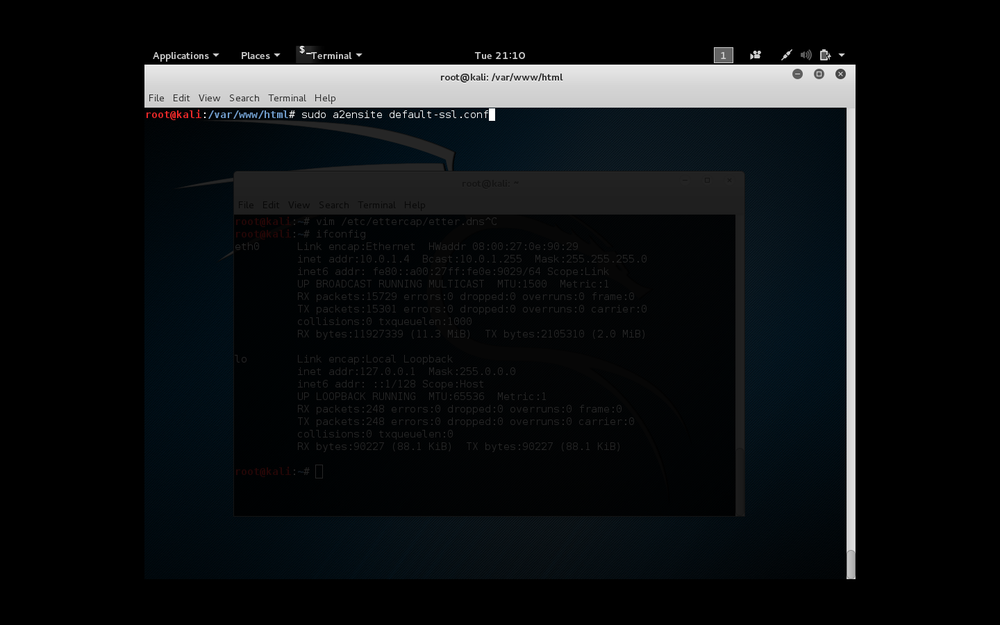 Applications Places $_ Terminal Tue 21:10 1
root@kali: /var/www/html
File Edit View Search Terminal Help
root@kali:/var/www/html# sudo a2ensite default-ssl.conf
root@kali: ~
File Edit View Search Terminal Help
root@kali:~# vim /etc/ettercap/etter.dns^C
root@kali:~# ifconfig
eth0 Link encap:Ethernet HWaddr 08:00:27:0e:90:29
inet addr:10.0.1.4 Bcast:10.0.1.255 Mask:255.255.255.0
inet6 addr: fe80::a00:27ff:fe0e:9029/64 Scope:Link
UP BROADCAST RUNNING MULTICAST MTU:1500 Metric:1
RX packets:15729 errors:0 dropped:0 overruns:0 frame:0
TX packets:15301 errors:0 dropped:0 overruns:0 carrier:0
collisions:0 txqueuelen:1000
RX bytes:11927339 (11.3 MiB) TX bytes:2105310 (2.0 MiB)
lo Link encap:Local Loopback
inet addr:127.0.0.1 Mask:255.0.0.0
inet6 addr: ::1/128 Scope:Host
UP LOOPBACK RUNNING MTU:65536 Metric:1
RX packets:248 errors:0 dropped:0 overruns:0 frame:0
TX packets:248 errors:0 dropped:0 overruns:0 carrier:0
collisions:0 txqueuelen:0
RX bytes:90227 (88.1 KiB) TX bytes:90227 (88.1 KiB)
root@kali:~#